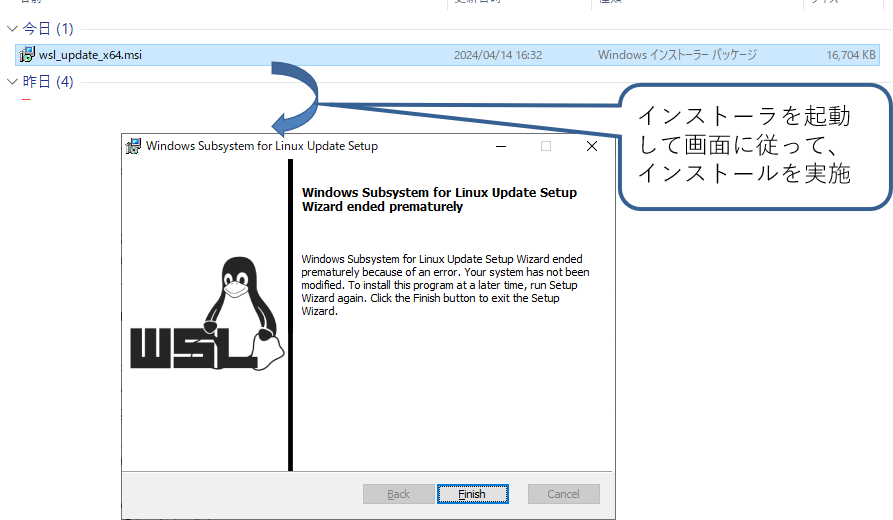 今日 (1)
wsl_update_x64.msi 2024/04/14 16:32 Windows インストーラー パッケージ 16,704 KB
昨日 (4)
インストーラを起動
して画面に従って、
インストールを実施
Windows Subsystem for Linux Update Setup
Windows Subsystem for Linux Update Setup
Wizard ended prematurely
Windows Subsystem for Linux Update Setup Wizard ended
prematurely because of an error. Your system has not been
modified. To install this program at a later time, run Setup
Wizard again. Click the Finish button to exit the Setup
Wizard.
WSL
Back Finish Cancel